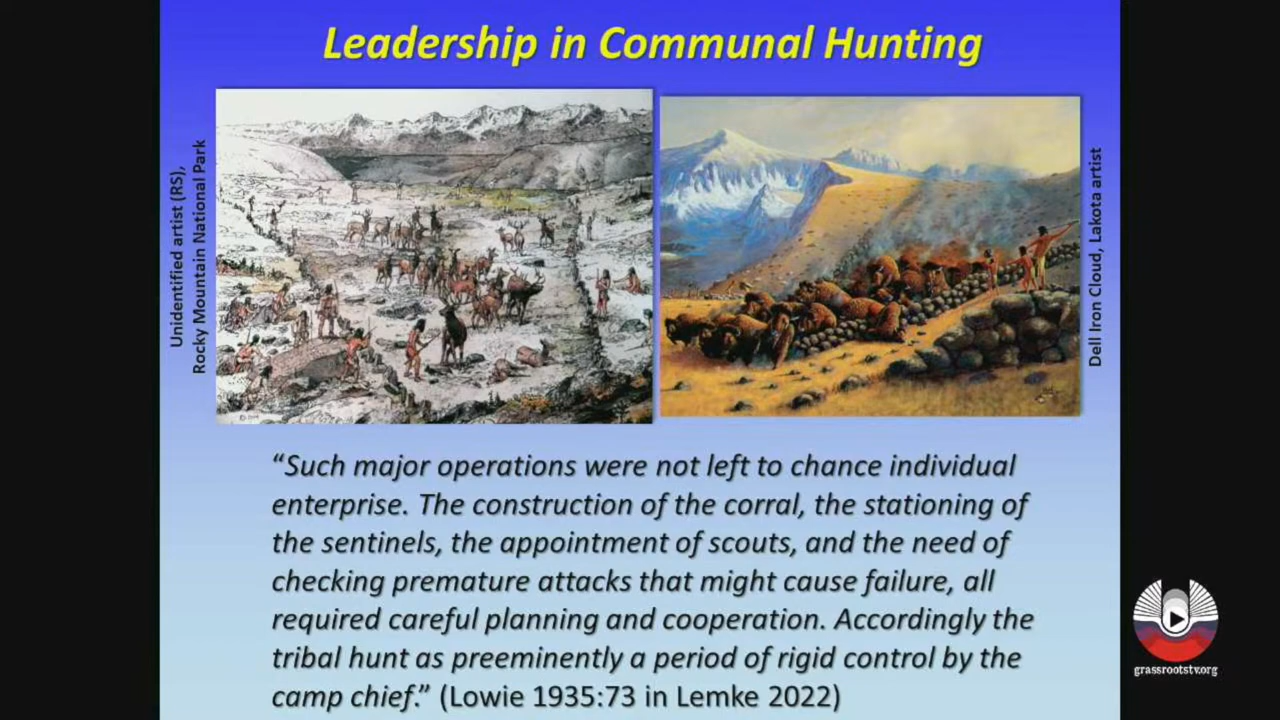 Leadership in Communal Hunting
Unidentified artist (RS),
Rocky Mountain National Park
Dell Iron Cloud, Lakota artist
“Such major operations were not left to chance individual
enterprise. The construction of the corral, the stationing of
the sentinels, the appointment of scouts, and the need of
checking premature attacks that might cause failure, all
required careful planning and cooperation. Accordingly the
tribal hunt as preeminently a period of rigid control by the
camp chief.” (Lowie 1935:73 in Lemke 2022)
grassrootstv.org